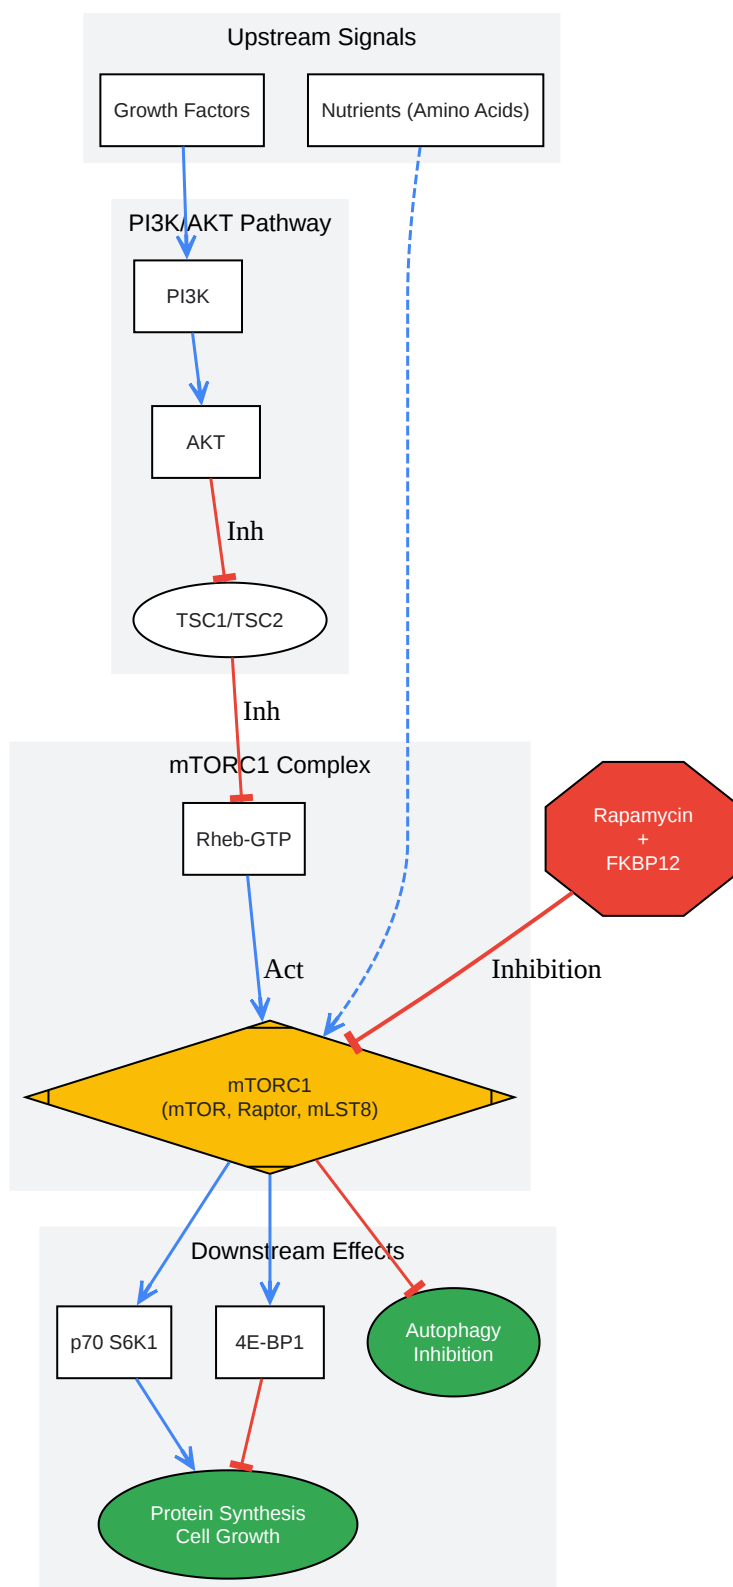 Upstream Signals
Growth Factors
Nutrients (Amino Acids)
PI3K/AKT Pathway
PI3K
AKT
Inh
TSC1/TSC2
Inh
mTORC1 Complex
Rheb-GTP
Rapamycin
+
FKBP12
Act
Inhibition
mTORC1
(mTOR, Raptor, mLST8)
Downstream Effects
p70 S6K1
4E-BP1
Autophagy
Inhibition
Protein Synthesis
Cell Growth